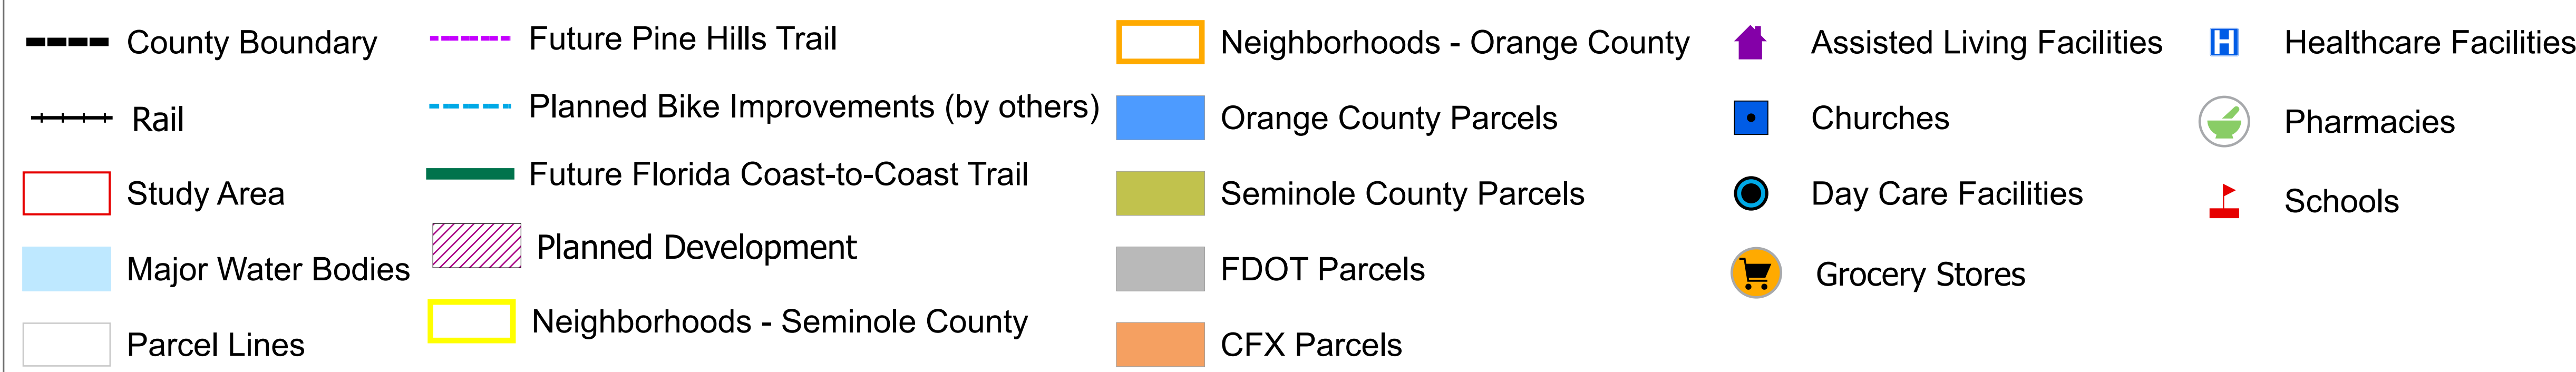 County Boundary
Rail
Study Area
Major Water Bodies
Parcel Lines
Future Pine Hills Trail
Planned Bike Improvements (by others)
Future Florida Coast-to-Coast Trail
Planned Development
Neighborhoods - Seminole County
Neighborhoods - Orange County
Orange County Parcels
Seminole County Parcels
FDOT Parcels
CFX Parcels
Assisted Living Facilities
Churches
Day Care Facilities
Grocery Stores
H Healthcare Facilities
Pharmacies
Schools